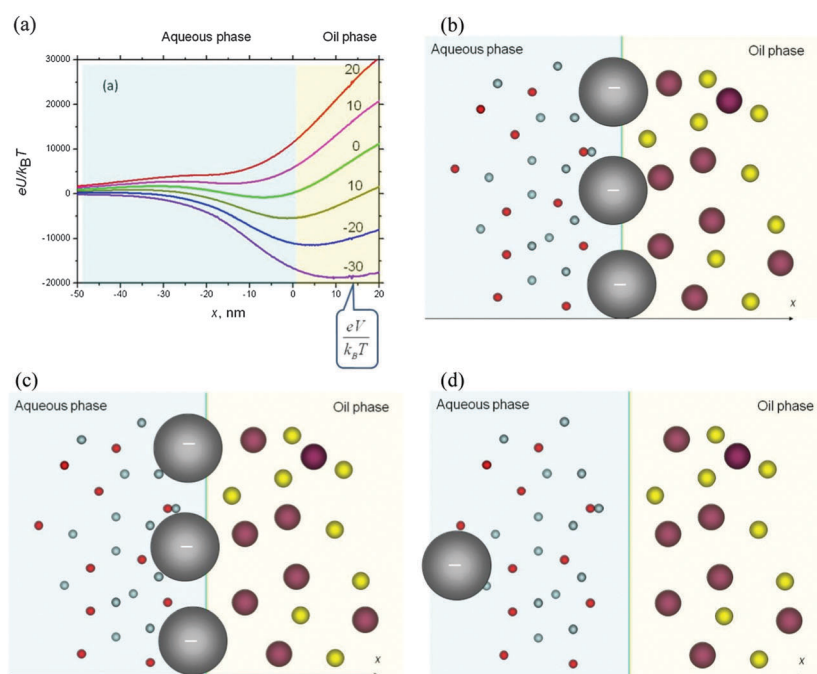 (a)
Aqueous phase Oil phase
(a)
30000
20000
10000
0
-10000
-20000
eU/k_BT
20
10
0
10
-20
-30
-50 -40 -30 -20 -10 0 10 20
x, nm
eV
k_BT
(b)
Aqueous phase
Oil phase
x
(c)
Aqueous phase
Oil phase
x
(d)
Aqueous phase
Oil phase
x